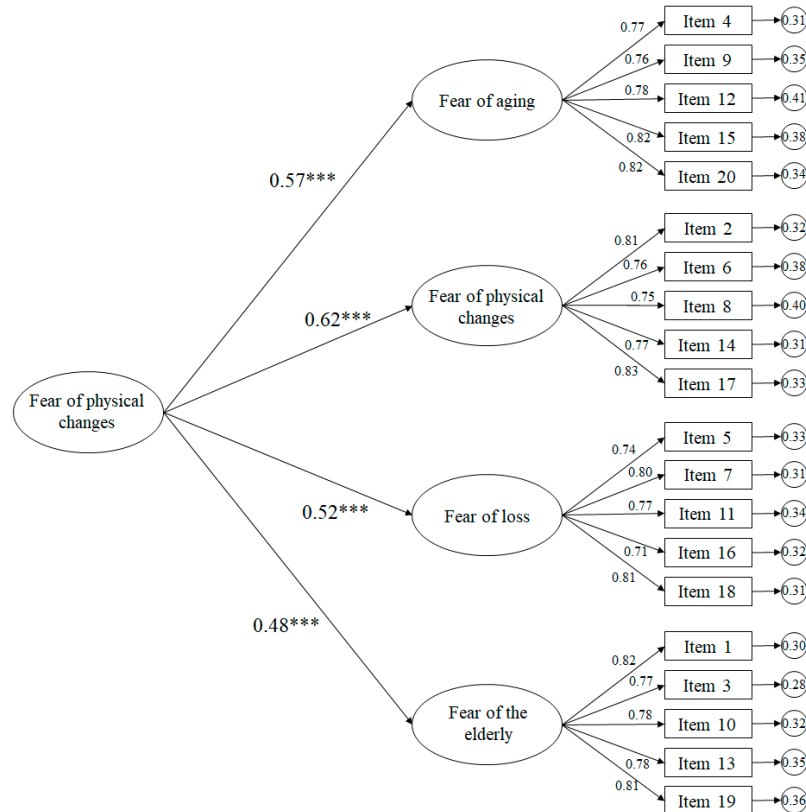 Item 4
0.31
0.77
Item 9
0.35
0.76
Fear of aging
Item 12
0.41
0.78
Item 15
0.38
0.82
Item 20
0.34
0.82
0.57***
Item 2
0.32
0.81
Item 6
0.38
0.76
Fear of physical
changes
Item 8
0.40
0.75
Item 14
0.31
0.77
Item 17
0.33
0.83
0.62***
Fear of physical
changes
Item 5
0.33
0.74
Item 7
0.31
0.80
Fear of loss
Item 11
0.34
0.77
Item 16
0.32
0.71
Item 18
0.31
0.81
0.52***
0.48***
Item 1
0.30
0.82
Item 3
0.28
0.77
Fear of the
elderly
Item 10
0.32
0.78
Item 13
0.35
0.78
Item 19
0.36
0.81